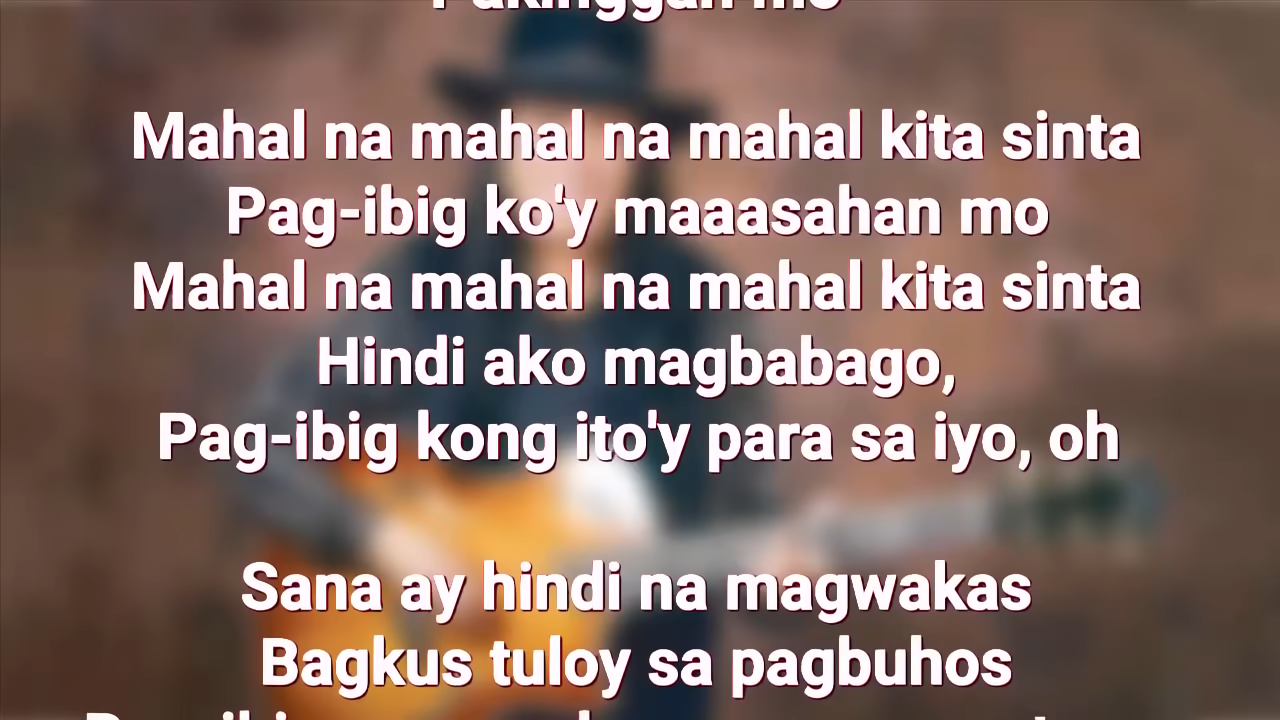 Pakinggan mo
Mahal na mahal na mahal kita sinta
Pag-ibig ko'y maaasahan mo
Mahal na mahal na mahal kita sinta
Hindi ako magbabago,
Pag-ibig kong ito'y para sa iyo, oh
Sana ay hindi na magwakas
Bagkus tuloy sa pagbuhos